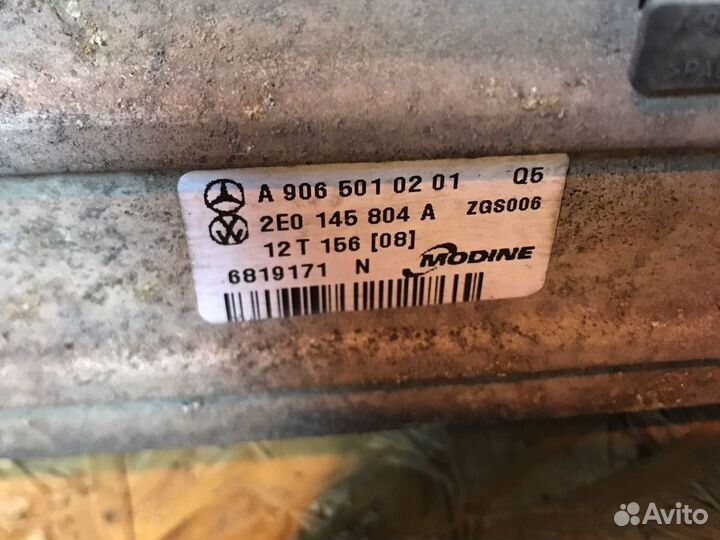 A 906 501 02 01 Q5
2E0 145 804 A ZGS006
12 T 156 [08]
6819171 N MODINE
Avito